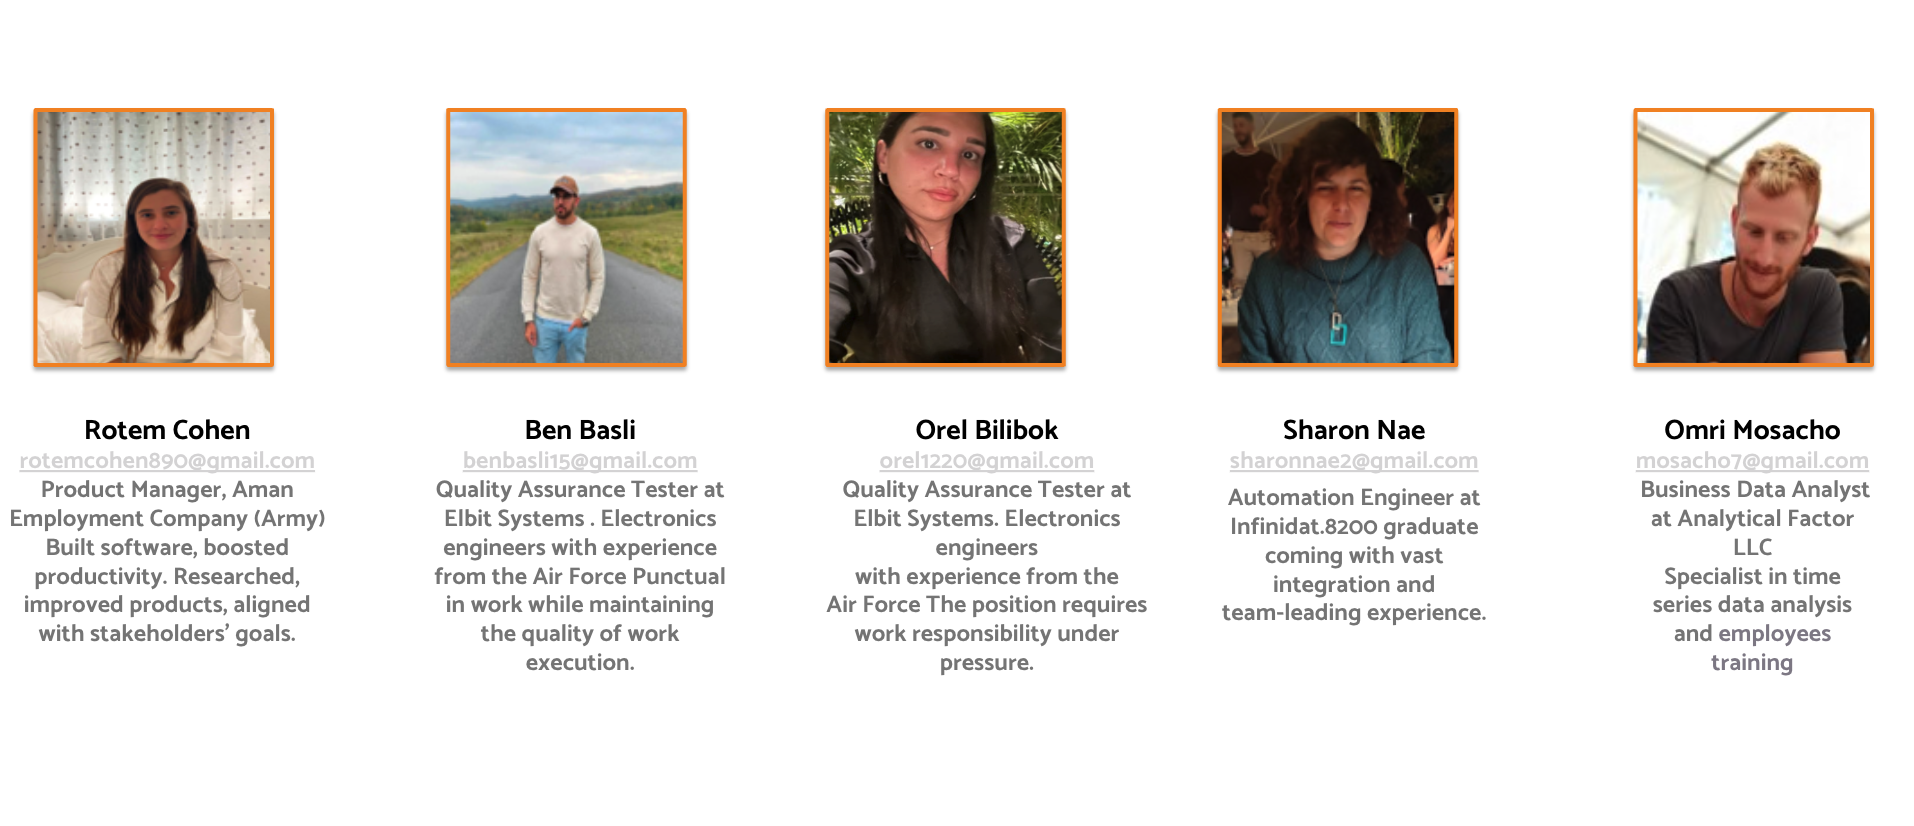 Rotem Cohen
rotemcohen890@gmail.com
Product Manager, Aman
Employment Company (Army)
Built software, boosted
productivity. Researched,
improved products, aligned
with stakeholders’ goals.
Ben Basli
benbasli15@gmail.com
Quality Assurance Tester at
Elbit Systems . Electronics
engineers with experience
from the Air Force Punctual
in work while maintaining
the quality of work
execution.
Orel Bilibok
orel1220@gmail.com
Quality Assurance Tester at
Elbit Systems. Electronics
engineers
with experience from the
Air Force The position requires
work responsibility under
pressure.
Sharon Nae
sharonnae2@gmail.com
Automation Engineer at
Infinidat.8200 graduate
coming with vast
integration and
team-leading experience.
Omri Mosacho
mosacho7@gmail.com
Business Data Analyst
at Analytical Factor
LLC
Specialist in time
series data analysis
and employees
training